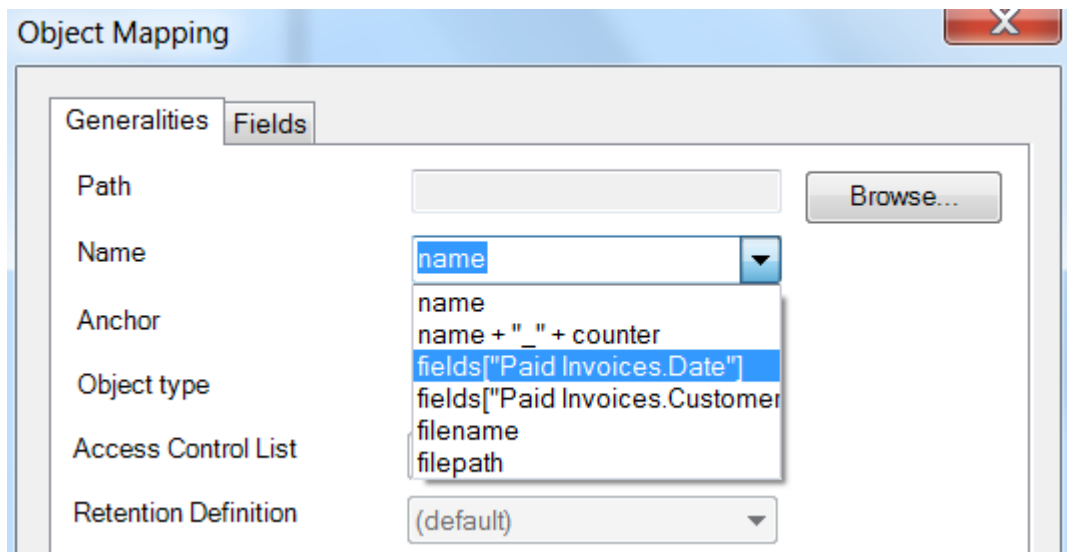 Object Mapping
X
Generalities Fields
Path Browse...
Name name
name
Anchor name + "_" + counter
fields["Paid Invoices.Date"]
Object type fields["Paid Invoices.Customer
filename
Access Control List filepath
Retention Definition (default)